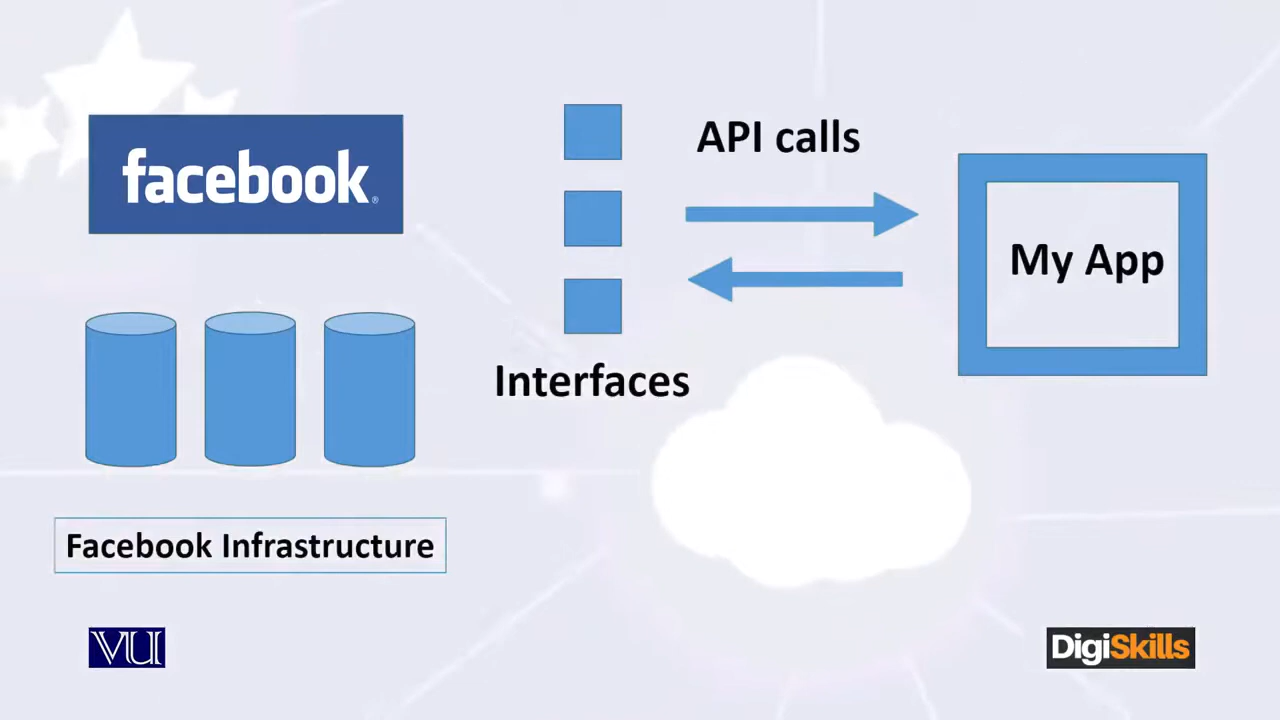 facebook®
API calls
My App
Interfaces
Facebook Infrastructure
VU
DigiSkills